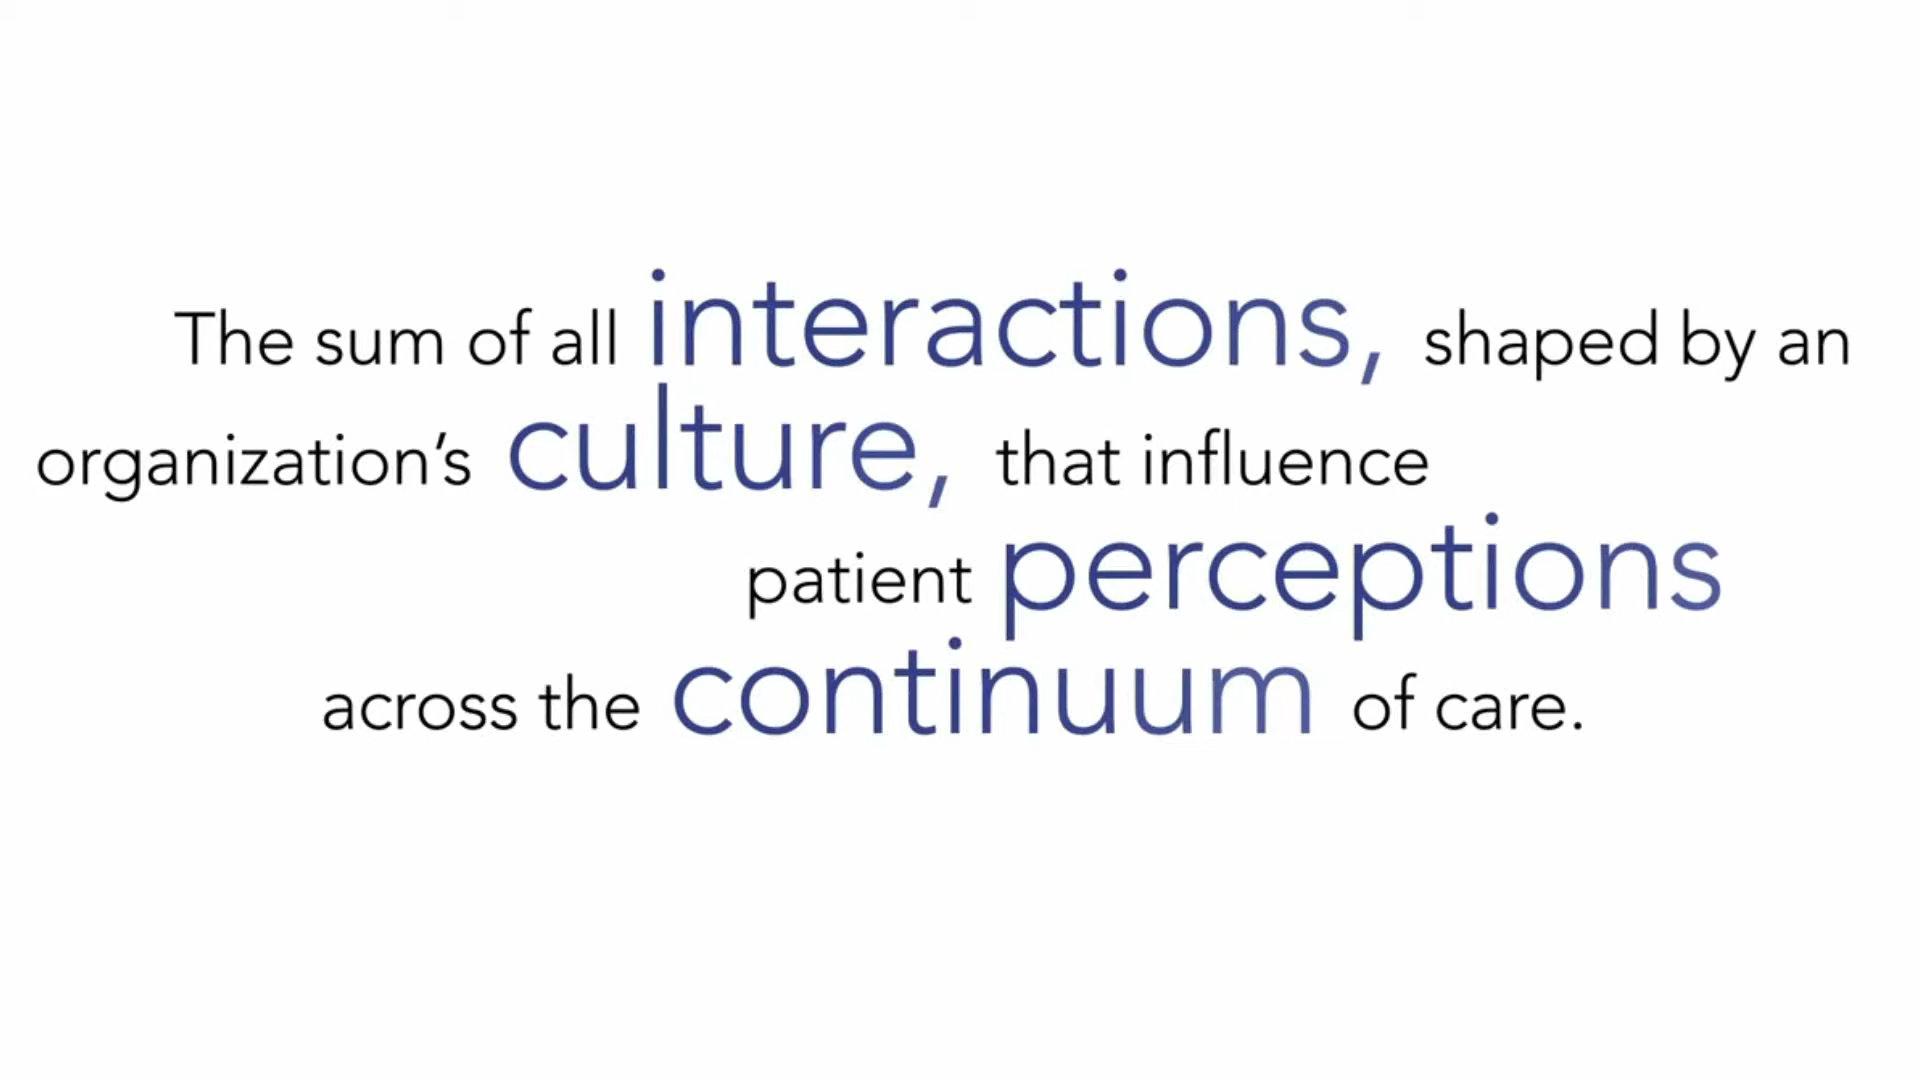 The sum of all interactions, shaped by an
organization’s culture, that influence
patient perceptions
across the continuum of care.